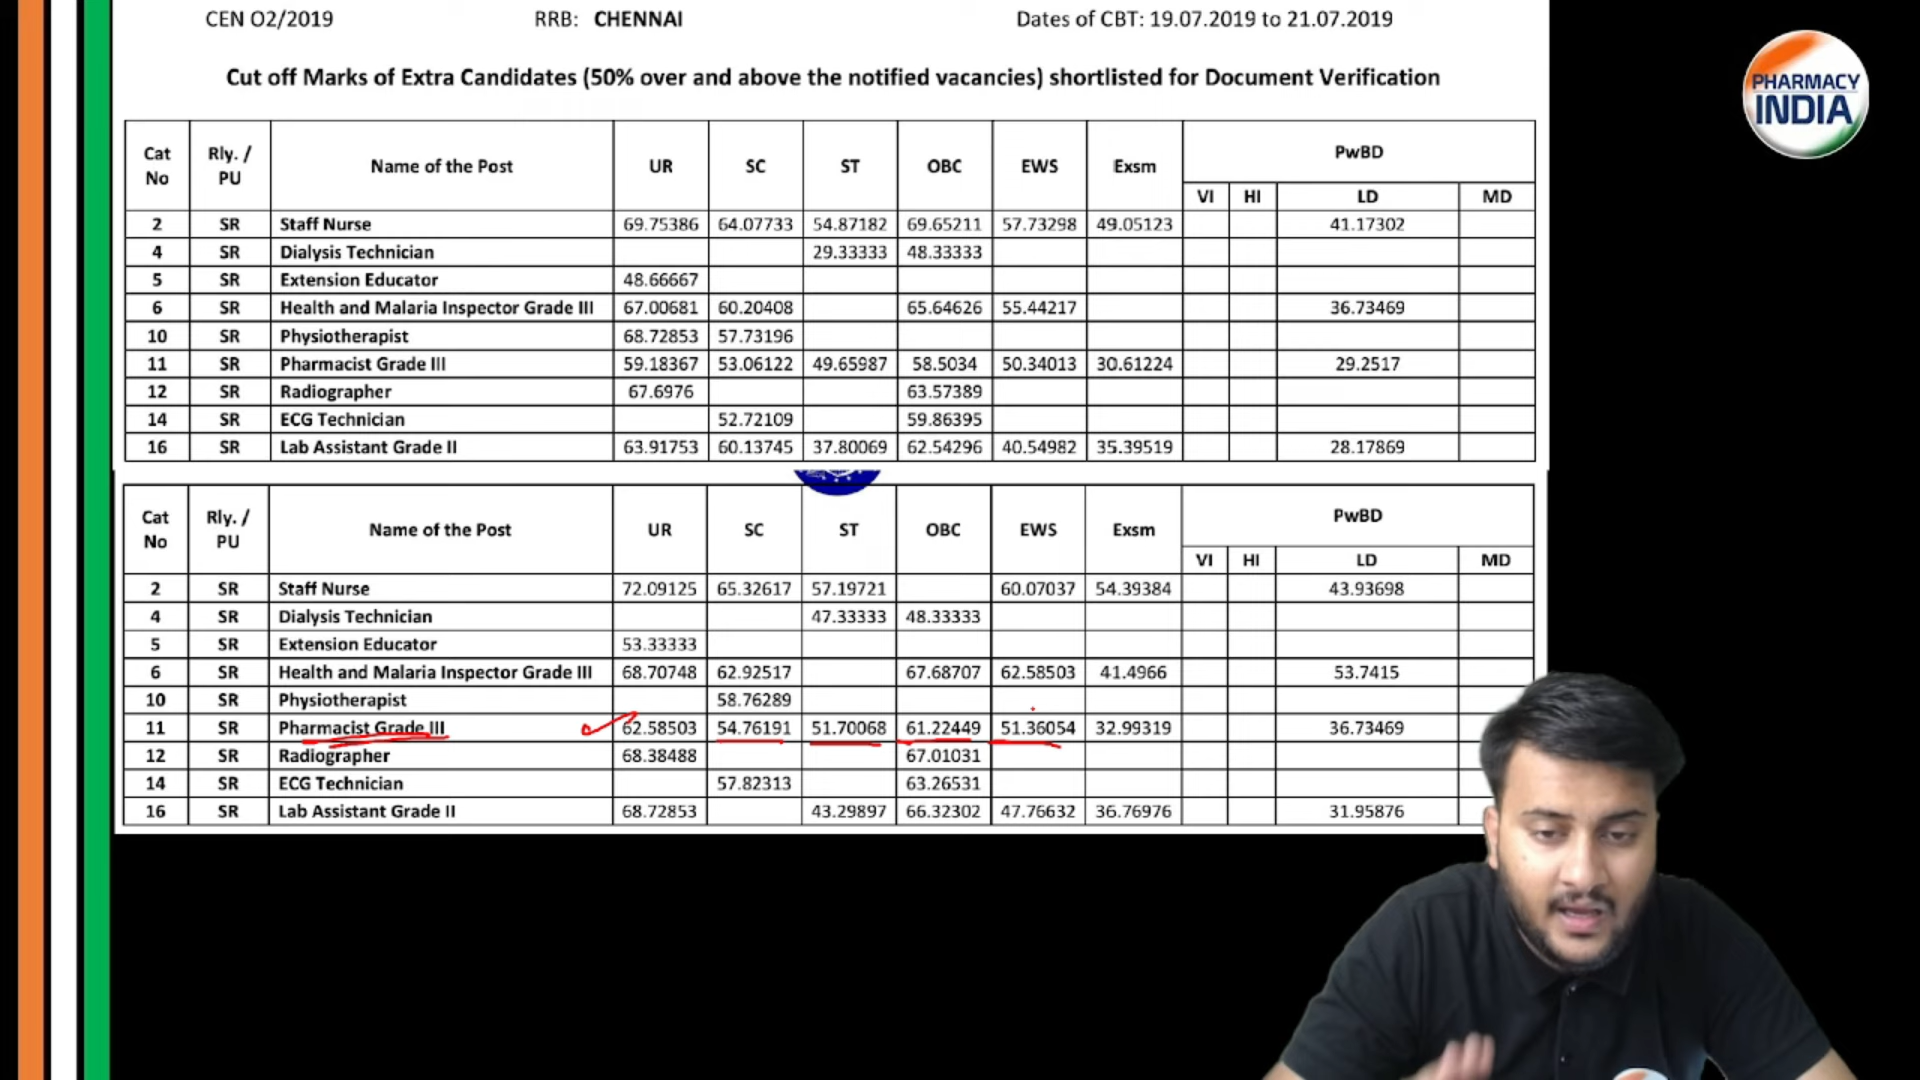 CEN O2/2019 RRB: CHENNAI Dates of CBT: 19.07.2019 to 21.07.2019
Cut off Marks of Extra Candidates (50% over and above the notified vacancies) shortlisted for Document Verification
PHARMACY
INDIA
Cat No Rly. / PU Name of the Post UR SC ST OBC EWS Exsm PwBD
VI HI LD MD
2 SR Staff Nurse 69.75386 64.07733 54.87182 69.65211 57.73298 49.05123 41.17302
4 SR Dialysis Technician 29.33333 48.33333
5 SR Extension Educator 48.66667
6 SR Health and Malaria Inspector Grade III 67.00681 60.20408 65.64626 55.44217 36.73469
10 SR Physiotherapist 68.72853 57.73196
11 SR Pharmacist Grade III 59.18367 53.06122 49.65987 58.5034 50.34013 30.61224 29.2517
12 SR Radiographer 67.6976 63.57389
14 SR ECG Technician 52.72109 59.86395
16 SR Lab Assistant Grade II 63.91753 60.13745 37.80069 62.54296 40.54982 35.39519 28.17869
Cat No Rly. / PU Name of the Post UR SC ST OBC EWS Exsm PwBD
VI HI LD MD
2 SR Staff Nurse 72.09125 65.32617 57.19721 60.07037 54.39384 43.93698
4 SR Dialysis Technician 47.33333 48.33333
5 SR Extension Educator 53.33333
6 SR Health and Malaria Inspector Grade III 68.70748 62.92517 67.68707 62.58503 41.4966 53.7415
10 SR Physiotherapist 58.76289
11 SR Pharmacist Grade III 62.58503 54.76191 51.70068 61.22449 51.36054 32.99319 36.73469
12 SR Radiographer 68.38488 67.01031
14 SR ECG Technician 57.82313 63.26531
16 SR Lab Assistant Grade II 68.72853 43.29897 66.32302 47.76632 36.76976 31.95876